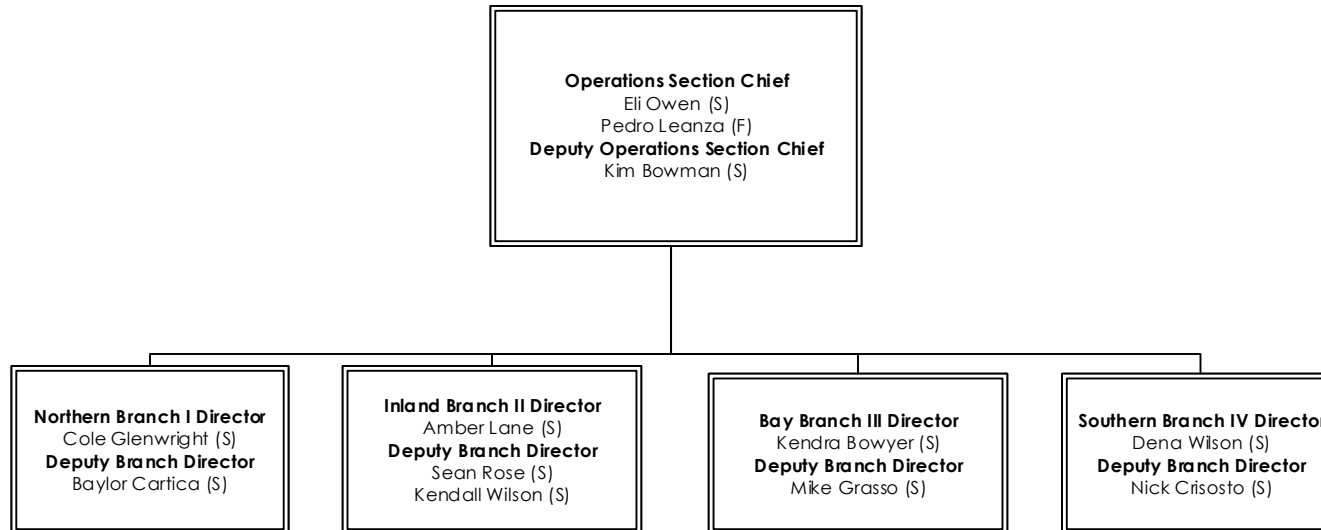 Operations Section Chief
Eli Owen (S)
Pedro Leanza (F)
Deputy Operations Section Chief
Kim Bowman (S)
Northern Branch I Director
Cole Glenwright (S)
Deputy Branch Director
Baylor Cartica (S)
Inland Branch II Director
Amber Lane (S)
Deputy Branch Director
Sean Rose (S)
Kendall Wilson (S)
Bay Branch III Director
Kendra Bowyer (S)
Deputy Branch Director
Mike Grasso (S)
Southern Branch IV Director
Dena Wilson (S)
Deputy Branch Director
Nick Crisosto (S)